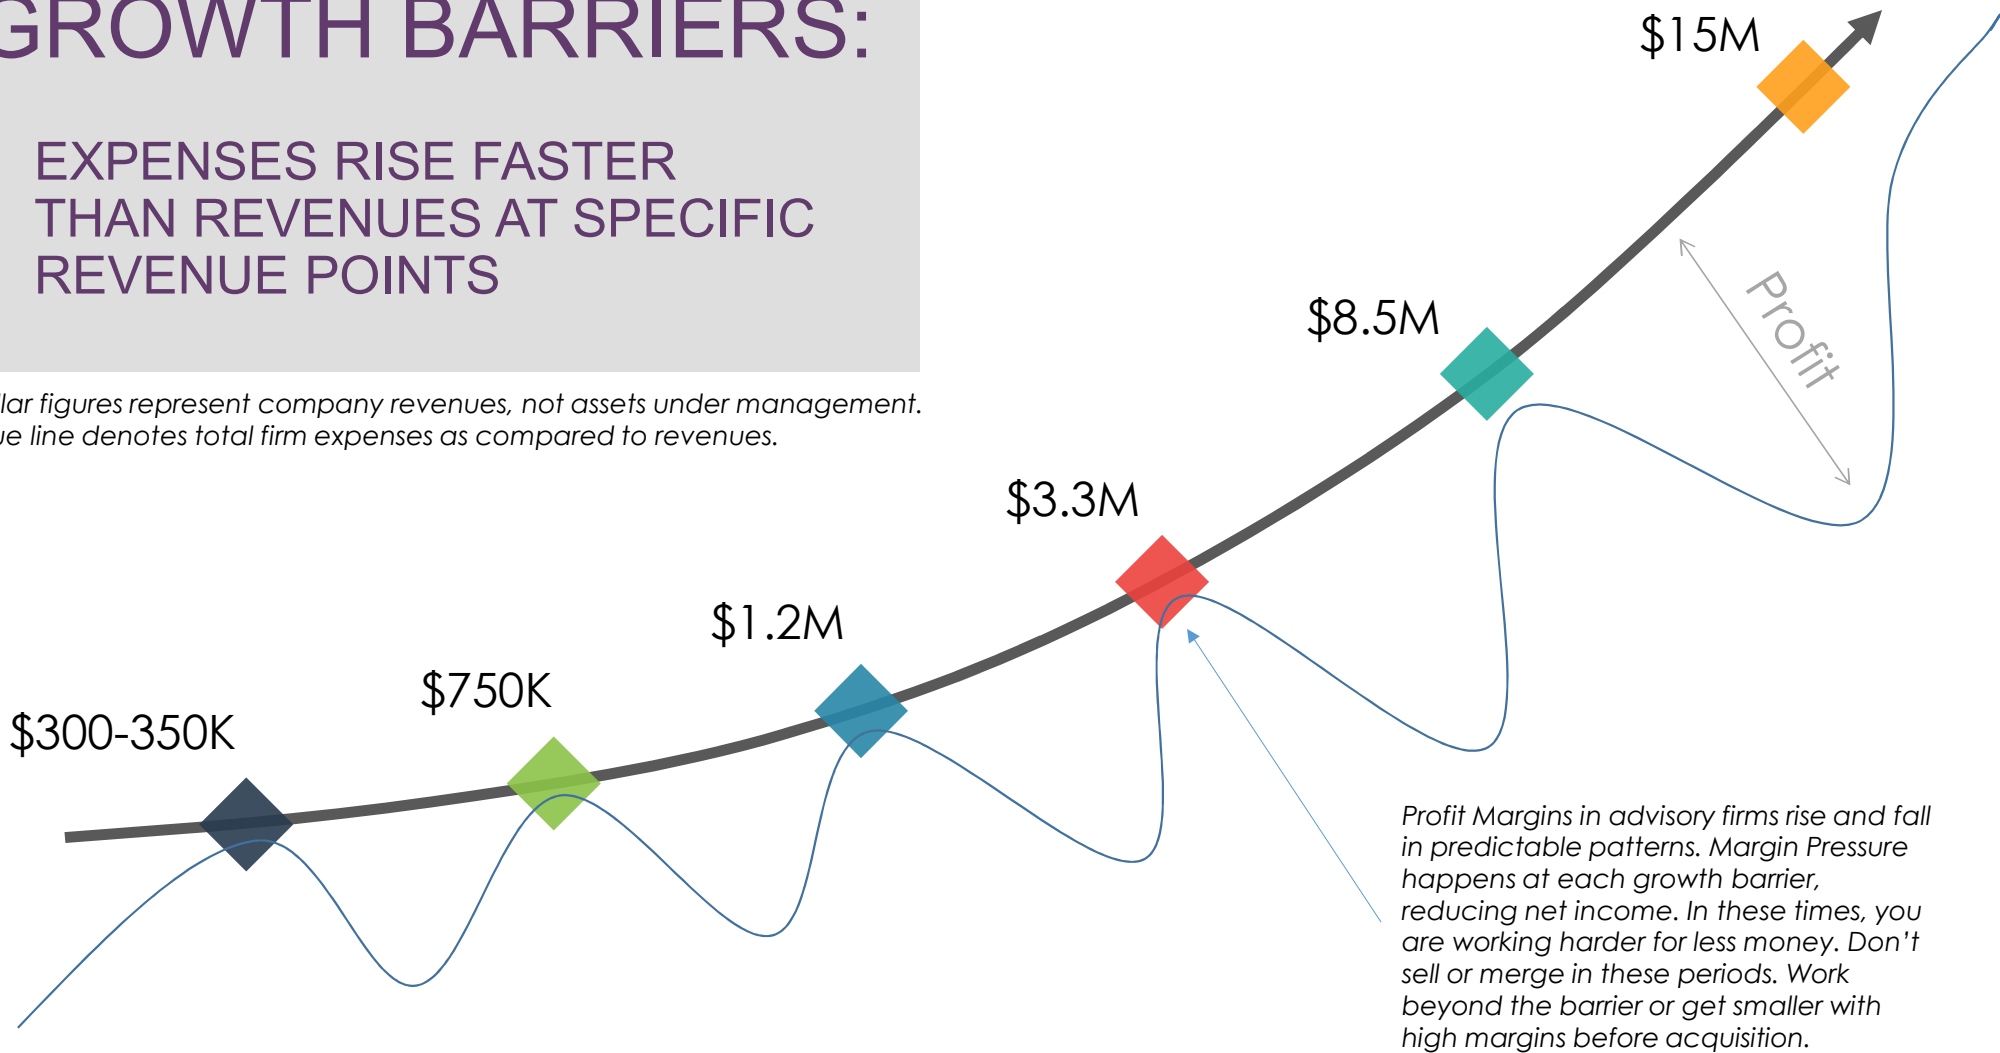 GROWTH BARRIERS:
EXPENSES RISE FASTER
THAN REVENUES AT SPECIFIC
REVENUE POINTS
figures represent company revenues, not assets under management.
line denotes total firm expenses as compared to revenues.
$15M
$8.5M
Profit
$3.3M
$1.2M
$750K
$300-350K
Profit Margins in advisory firms rise and fall
in predictable patterns. Margin Pressure
happens at each growth barrier,
reducing net income. In these times, you
are working harder for less money. Don’t
sell or merge in these periods. Work
beyond the barrier or get smaller with
high margins before acquisition.